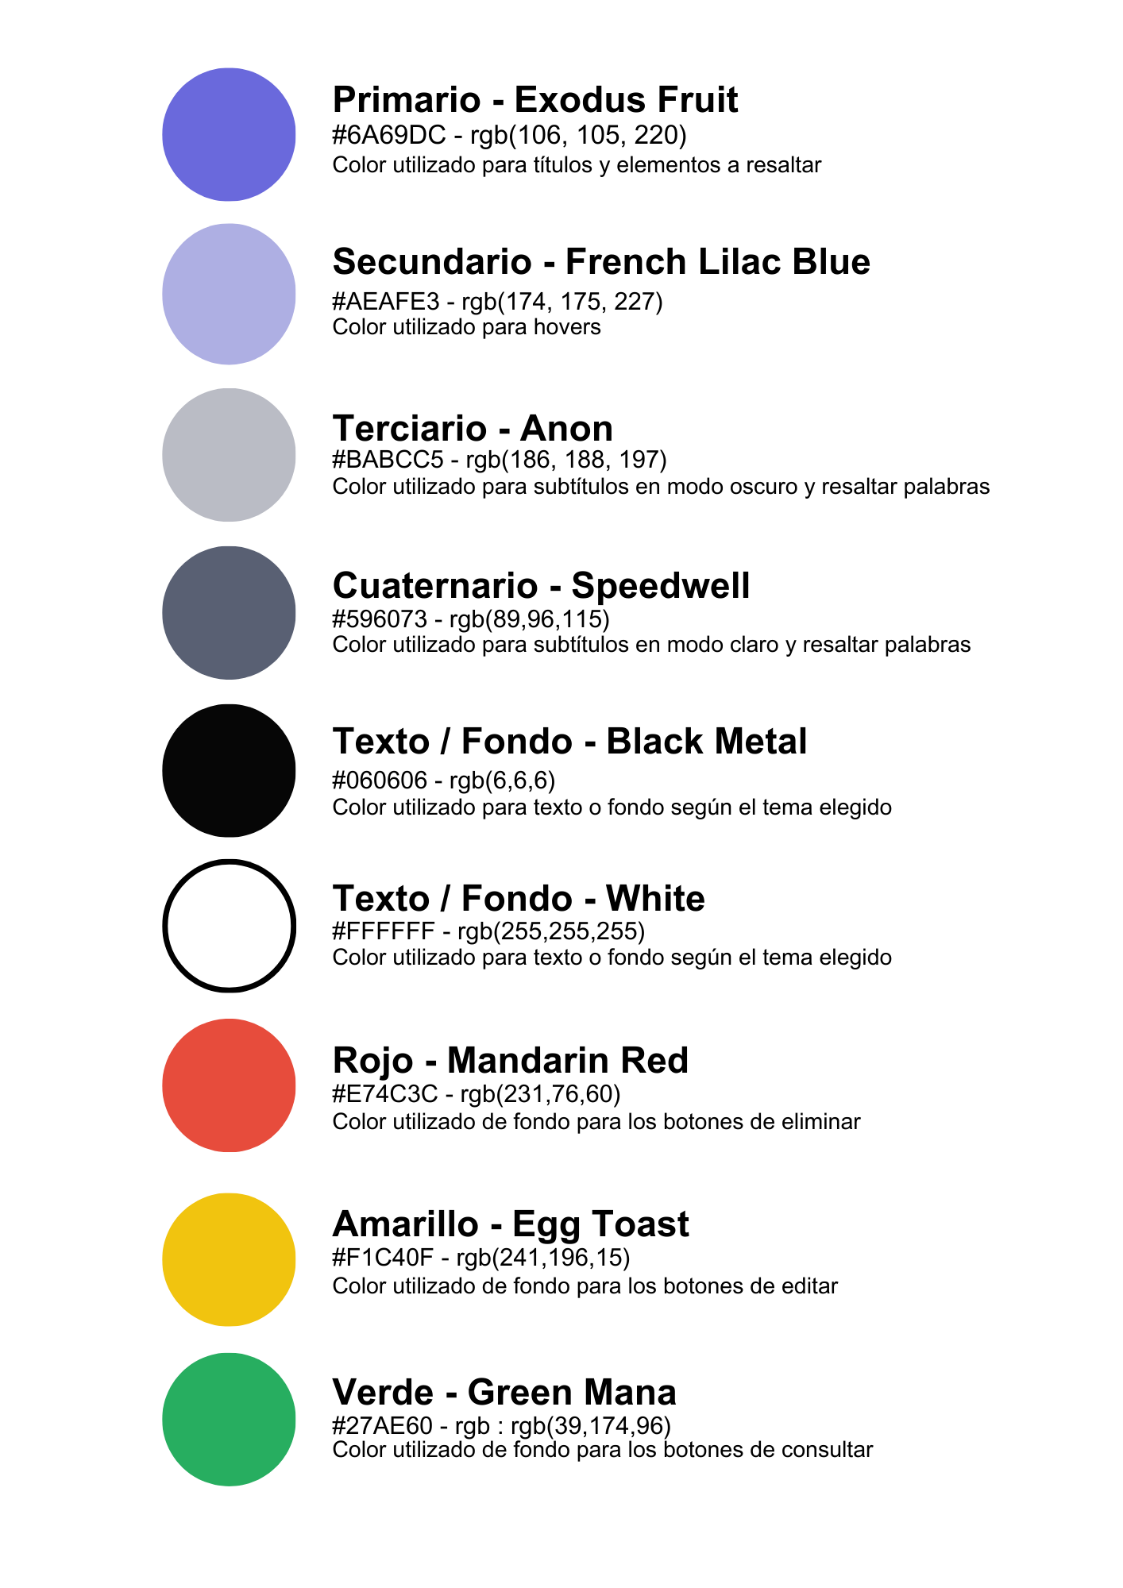 Primario - Exodus Fruit
#6A69DC - rgb(106, 105, 220)
Color utilizado para títulos y elementos a resaltar
Secundario - French Lilac Blue
#AEAFE3 - rgb(174, 175, 227)
Color utilizado para hovers
Terciario - Anon
#BABCC5 - rgb(186, 188, 197)
Color utilizado para subtítulos en modo oscuro y resaltar palabras
Cuaternario - Speedwell
#596073 - rgb(89,96,115)
Color utilizado para subtítulos en modo claro y resaltar palabras
Texto / Fondo - Black Metal
#060606 - rgb(6,6,6)
Color utilizado para texto o fondo según el tema elegido
Texto / Fondo - White
#FFFFFF - rgb(255,255,255)
Color utilizado para texto o fondo según el tema elegido
Rojo - Mandarin Red
#E74C3C - rgb(231,76,60)
Color utilizado de fondo para los botones de eliminar
Amarillo - Egg Toast
#F1C40F - rgb(241,196,15)
Color utilizado de fondo para los botones de editar
Verde - Green Mana
#27AE60 - rgb : rgb(39,174,96)
Color utilizado de fondo para los botones de consultar